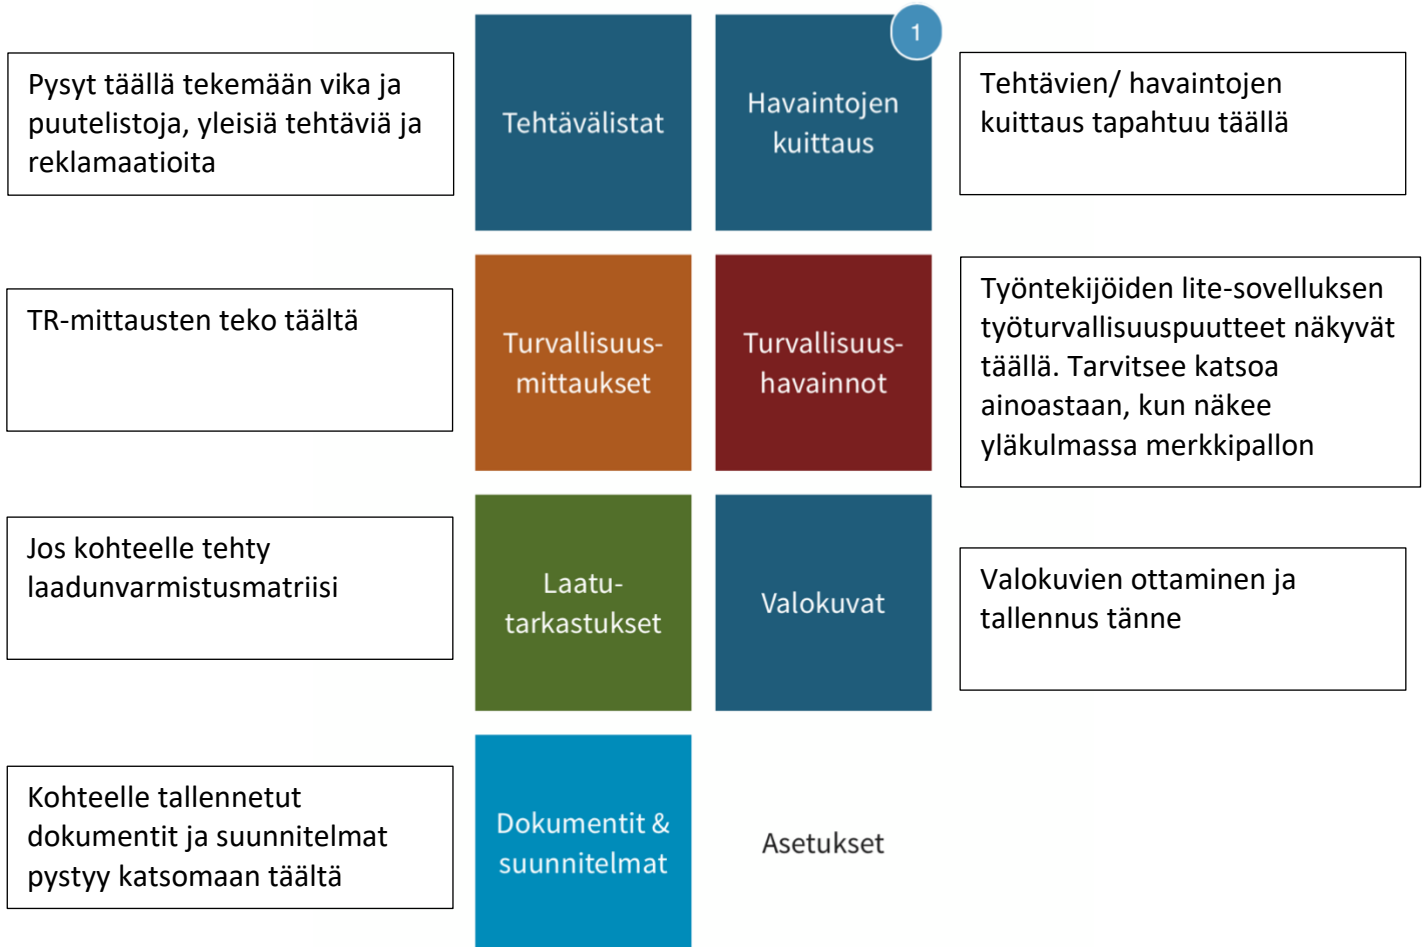 Pysyt täällä tekemään vika ja
puutelistoja, yleisiä tehtäviä ja
reklamaatioita
Tehtävälistat
Havaintojen
kuittaus
1
Tehtävien/ havaintojen
kuittaus tapahtuu täällä
TR-mittausten teko täältä
Turvallisuus-
mittaukset
Turvallisuus-
havainnot
Työntekijöiden lite-sovelluksen
työturvallisuuspuutteet näkyvät
täällä. Tarvitsee katsoa
ainoastaan, kun näkee
yläkulmassa merkkipallon
Jos kohteelle tehty
laadunvarmistusmatriisi
Laatu-
tarkastukset
Valokuvat
Valokuvien ottaminen ja
tallennus tänne
Kohteelle tallennetut
dokumentit ja suunnitelmat
pystyy katsomaan täältä
Dokumentit &
suunnitelmat
Asetukset